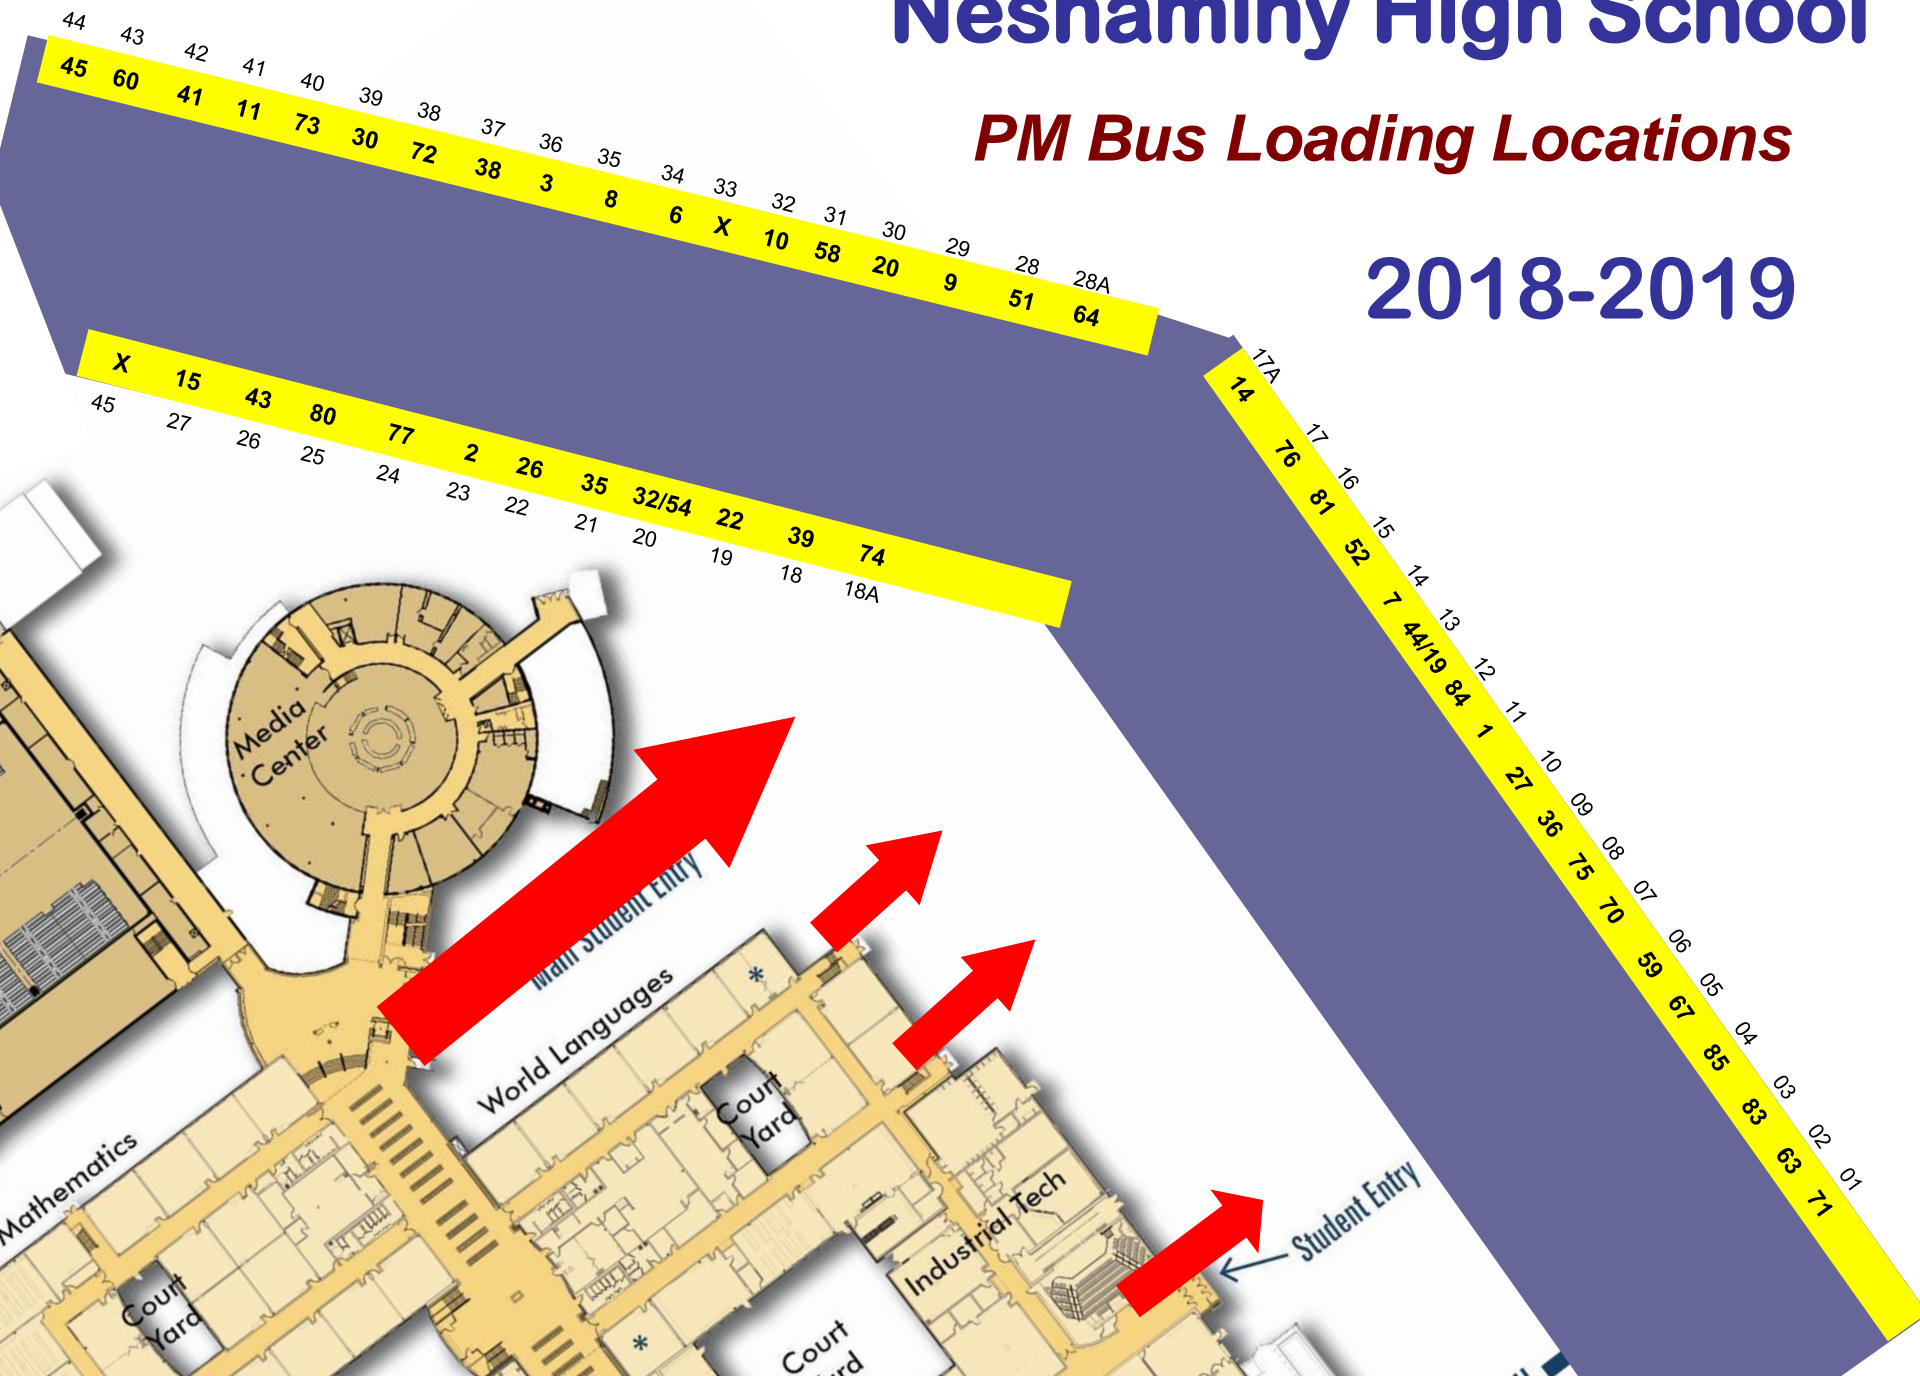 Neshaminy High School
PM Bus Loading Locations
2018-2019
44 43 42 41 40 39 38 37 36 35 34 33 32 31 30 29 28 28A
45 60 41 11 73 30 72 38 3 8 6 X 10 58 20 9 51 64
X 15 43 80 77 2 26 35 32/54 22 39 74
45 27 26 25 24 23 22 21 20 19 18 18A
17A 17 16 15 14 13 12 11 10 09 08 07 06 05 04 03 02 01
14 76 81 52 7 44/19 84 1 27 36 75 70 59 67 85 83 63 71
Media
Center
Main Student Entry
World Languages
*
Court
Yard
Mathematics
Industrial Tech
Student Entry
Court
Yard
*
Court